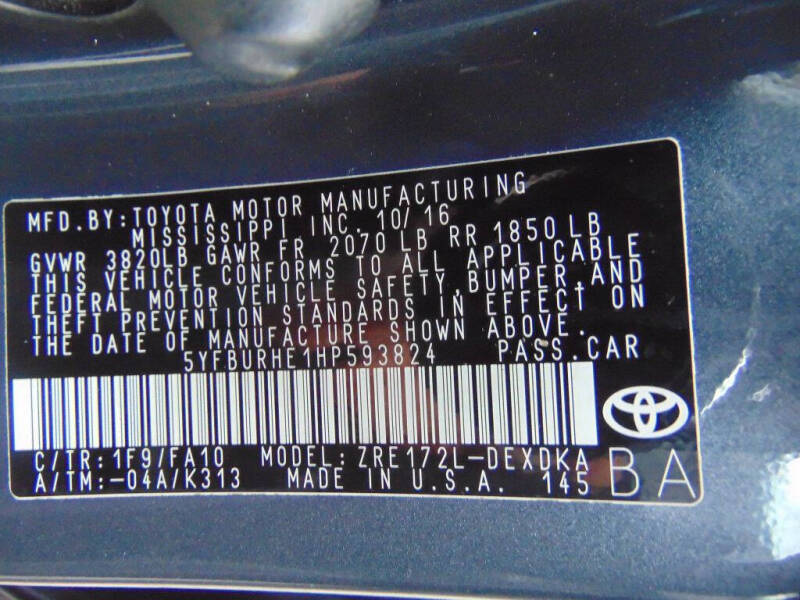 MFD.BY:TOYOTA MOTOR MANUFACTURING
MISSISSIPPI INC. 10/16
GVWR 3820LB GAWR FR 2070 LB RR 1850 LB
THIS VEHICLE CONFORMS TO ALL APPLICABLE
FEDERAL MOTOR VEHICLE SAFETY,BUMPER,AND
THEFT PREVENTION STANDARDS IN EFFECT ON
THE DATE OF MANUFACTURE SHOWN ABOVE.
5YFBURHE1HP593824 PASS.CAR
C/TR:1F9/FA10 MODEL:ZRE172L-DEXDKA
A/TM:-04A/K313 MADE IN U.S.A. 145
BA